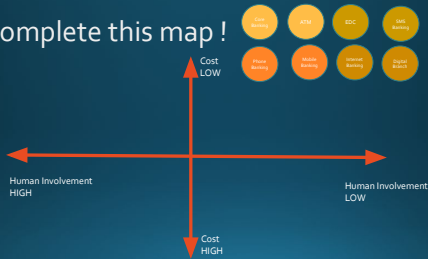 omplete this map !
Banking
ATM
EDC
SMS
Banking
Phone
Banking
Mobile
Banking
Internet
Banking
Digital
Branch
Cost
LOW
Human Involvement
HIGH
Human Involvement
LOW
Cost
HIGH